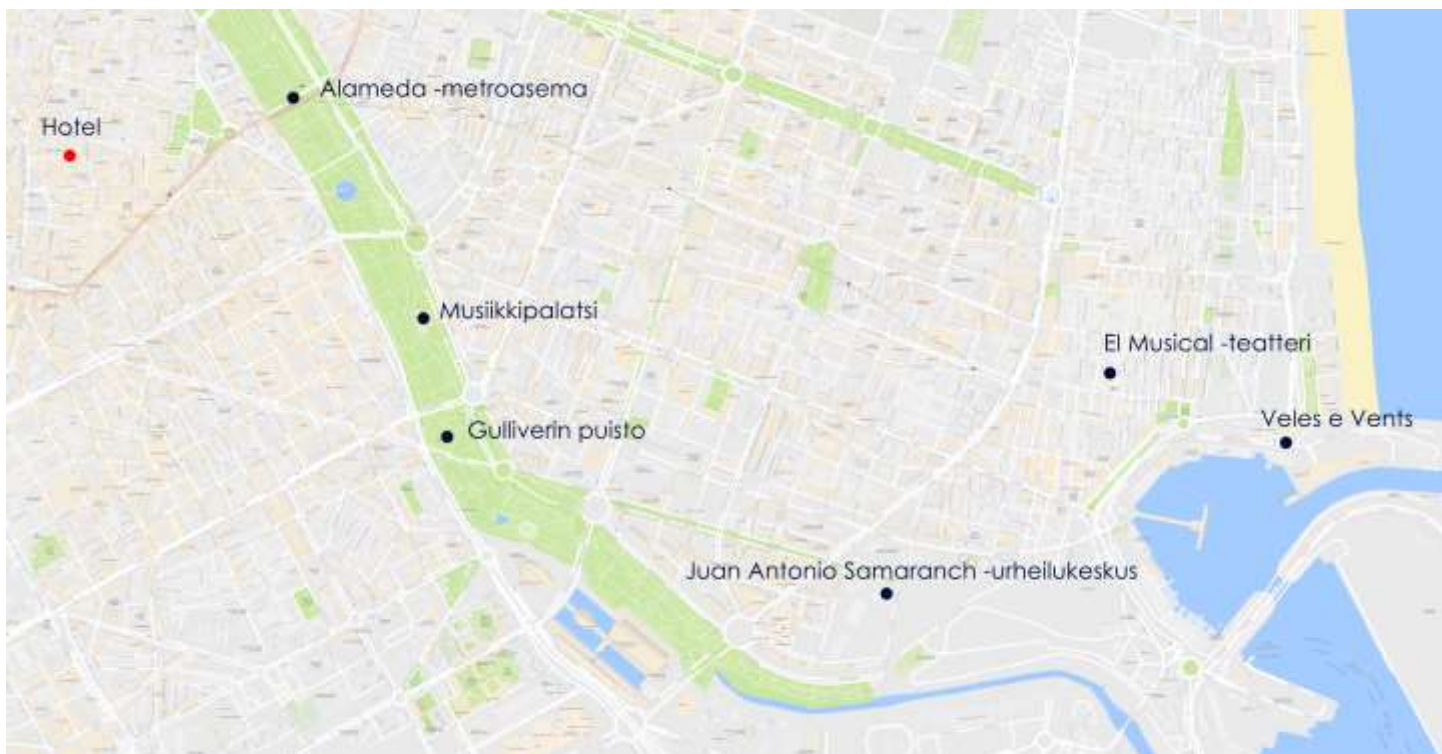 Alameda -metroasema
Hotel
Musiikkipalatsi
El Musical -teatteri
Veles e Vents
Gulliverin puisto
Juan Antonio Samaranch -urheilukeskus